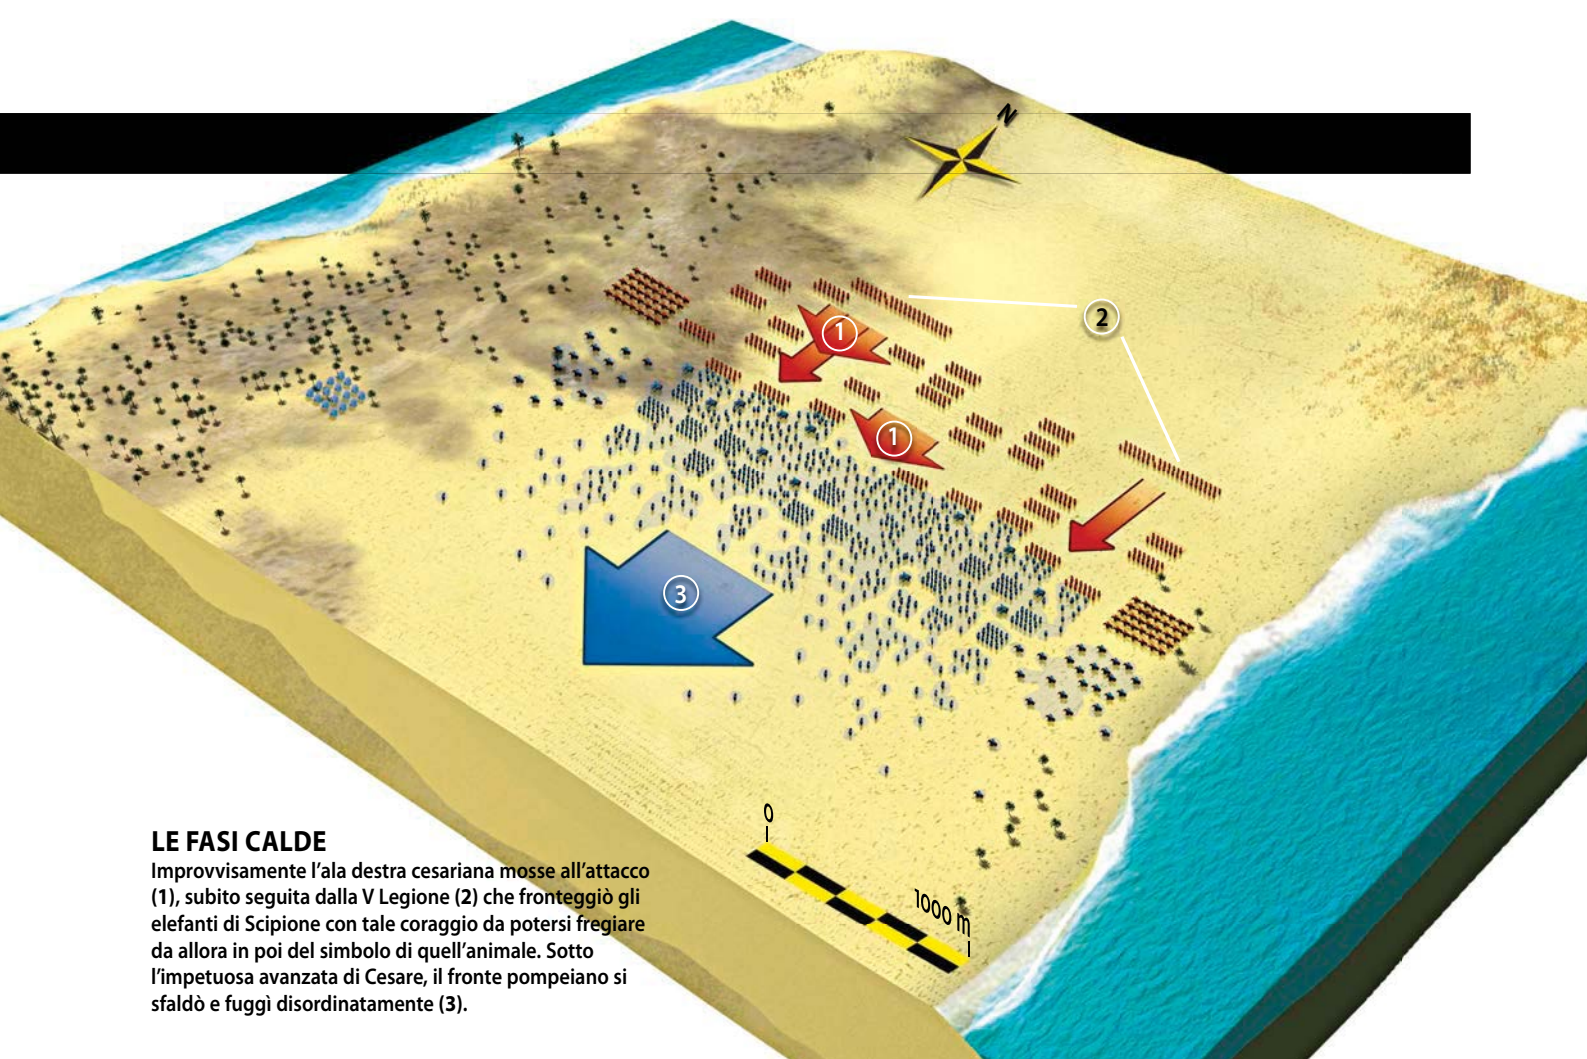 N
1
2
1
3
0
1000 m
LE FASI CALDE
Improvvisamente l’ala destra cesariana mosse all’attacco
(1), subito seguita dalla V Legione (2) che fronteggiò gli
elefanti di Scipione con tale coraggio da potersi fregiare
da allora in poi del simbolo di quell’animale. Sotto
l’impetuosa avanzata di Cesare, il fronte pompeiano si
sfaldò e fuggì disordinatamente (3).